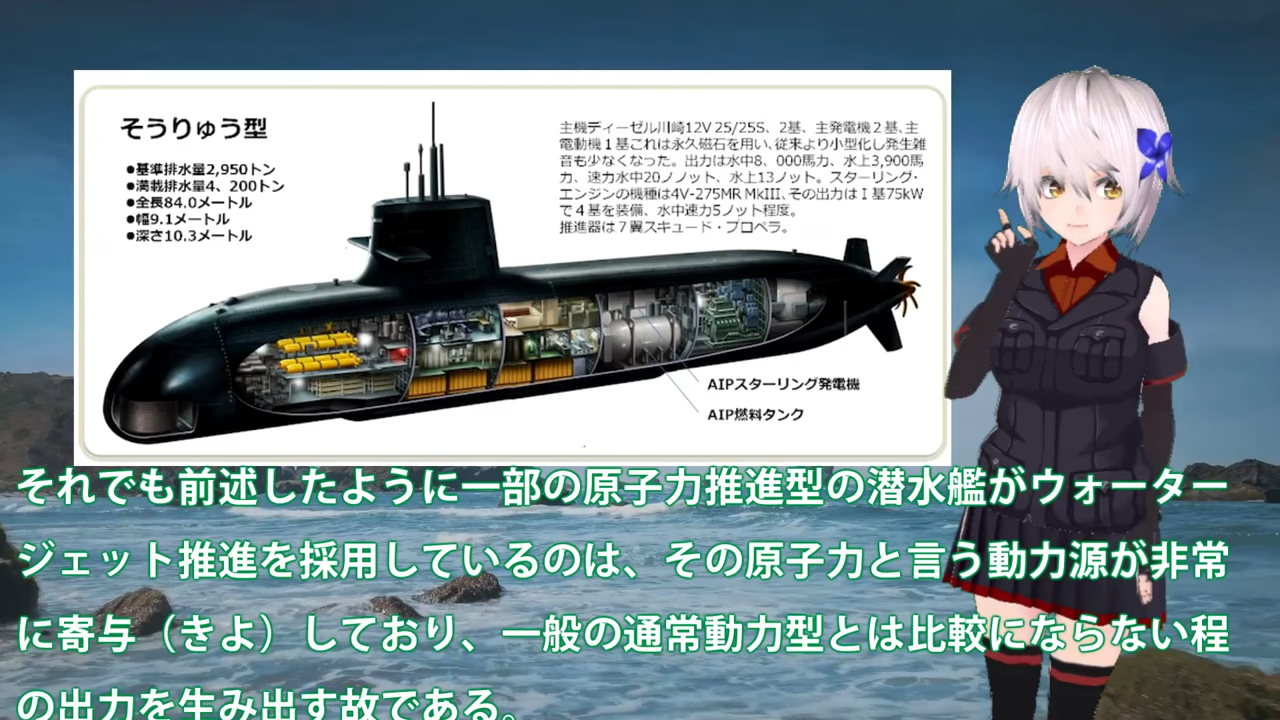 そうりゅう型
●基準排水量2,950トン
●満載排水量4、200トン
●全長84.0メートル
●幅9.1メートル
●深さ10.3メートル
主機ディーゼル川崎12V 25/25S、2基、主発電機2基、主
電動機1基これは永久磁石を用い、従来より小型化し発生雑
音も少なくなった。出力は水中8、000馬力、水上3,900馬
力、速力水中20ノノット、水上13ノット。スターリング・
エンジンの機種は4V-275MR MkIII、その出力はI基75kW
で4基を装備、水中速力5ノット程度。
推進器は7翼スキュード・プロペラ。
AIPスターリング発電機
AIP燃料タンク
それでも前述したように一部の原子力推進型の潜水艦がウォーター
ジェット推進を採用しているのは、その原子力と言う動力源が非常
に寄与（きよ）しており、一般の通常動力型とは比較にならない程
の出力を生み出す故である。